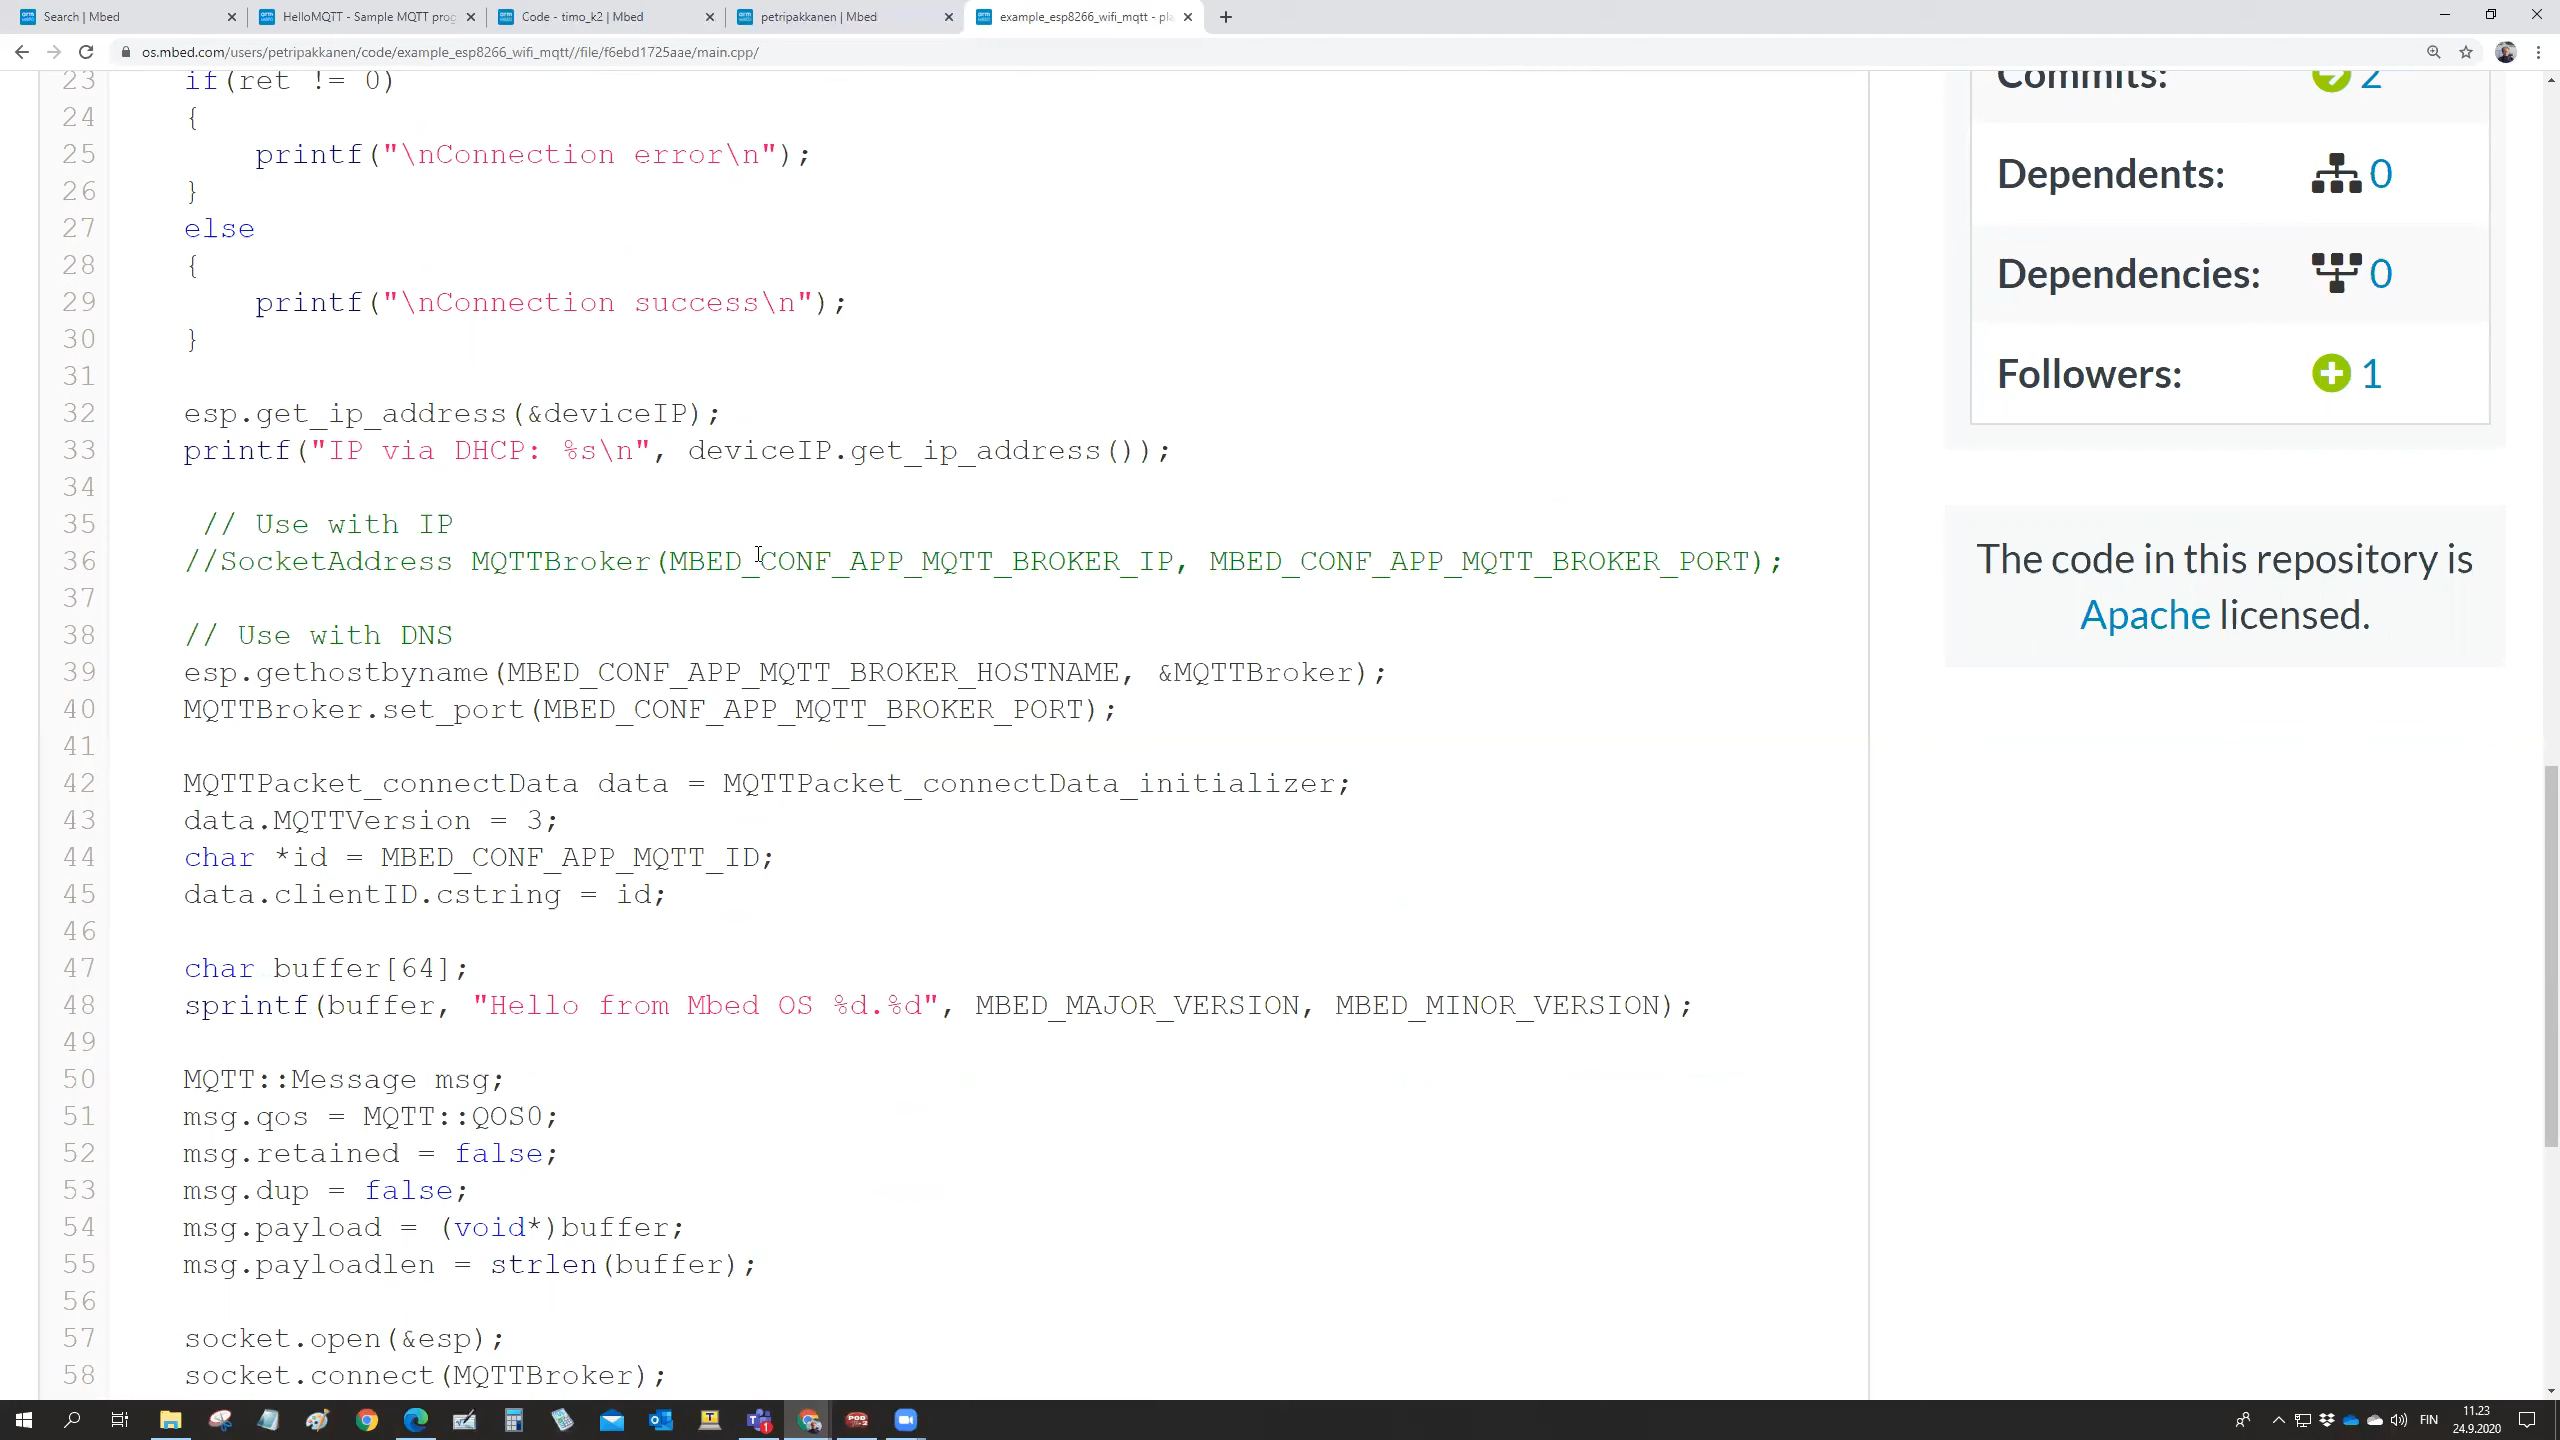 Search | Mbed
HelloMQTT - Sample MQTT prog
Code - timo_k2 | Mbed
petripakkanen | Mbed
example_esp8266_wifi_mqtt - pla
os.mbed.com/users/petripakkanen/code/example_esp8266_wifi_mqtt//file/f6ebd1725aae/main.cpp/
23 if(ret != 0)
24 {
25 printf("\nConnection error\n");
26 }
27 else
28 {
29 printf("\nConnection success\n");
30 }
31
32 esp.get_ip_address(&deviceIP);
33 printf("IP via DHCP: %s\n", deviceIP.get_ip_address());
34
35 // Use with IP
36 //SocketAddress MQTTBroker(MBED_CONF_APP_MQTT_BROKER_IP, MBED_CONF_APP_MQTT_BROKER_PORT);
37
38 // Use with DNS
39 esp.gethostbyname(MBED_CONF_APP_MQTT_BROKER_HOSTNAME, &MQTTBroker);
40 MQTTBroker.set_port(MBED_CONF_APP_MQTT_BROKER_PORT);
41
42 MQTTPacket_connectData data = MQTTPacket_connectData_initializer;
43 data.MQTTVersion = 3;
44 char *id = MBED_CONF_APP_MQTT_ID;
45 data.clientID.cstring = id;
46
47 char buffer[64];
48 sprintf(buffer, "Hello from Mbed OS %d.%d", MBED_MAJOR_VERSION, MBED_MINOR_VERSION);
49
50 MQTT::Message msg;
51 msg.qos = MQTT::QOS0;
52 msg.retained = false;
53 msg.dup = false;
54 msg.payload = (void*)buffer;
55 msg.payloadlen = strlen(buffer);
56
57 socket.open(&esp);
58 socket.connect(MQTTBroker);
Commits: 2
Dependents: 0
Dependencies: 0
Followers: 1
The code in this repository is
Apache licensed.
FIN
11.23
24.9.2020